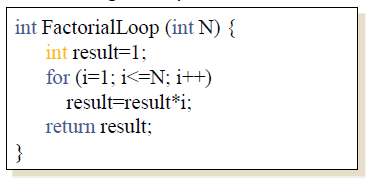 int FactorialLoop (int N) {
int result=1;
for (i=1; i<=N; i++)
result=result*i;
return result;
}